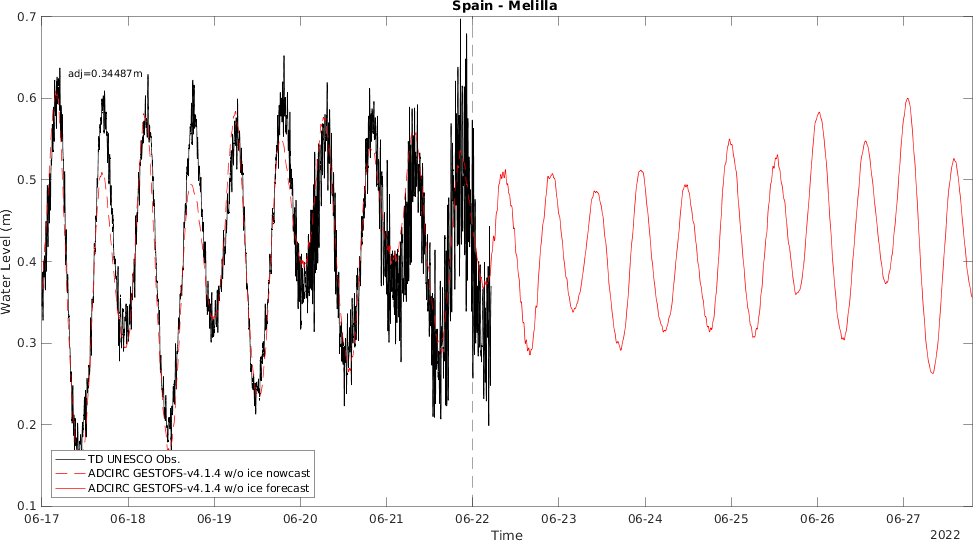 Spain - Melilla
adj=0.34487m
0.7
0.6
0.5
0.4
0.3
0.2
0.1
Water Level (m)
TD UNESCO Obs.
ADCIRC GESTOFS-v4.1.4 w/o ice nowcast
ADCIRC GESTOFS-v4.1.4 w/o ice forecast
06-17 06-18 06-19 06-20 06-21 06-22 06-23 06-24 06-25 06-26 06-27
Time
2022